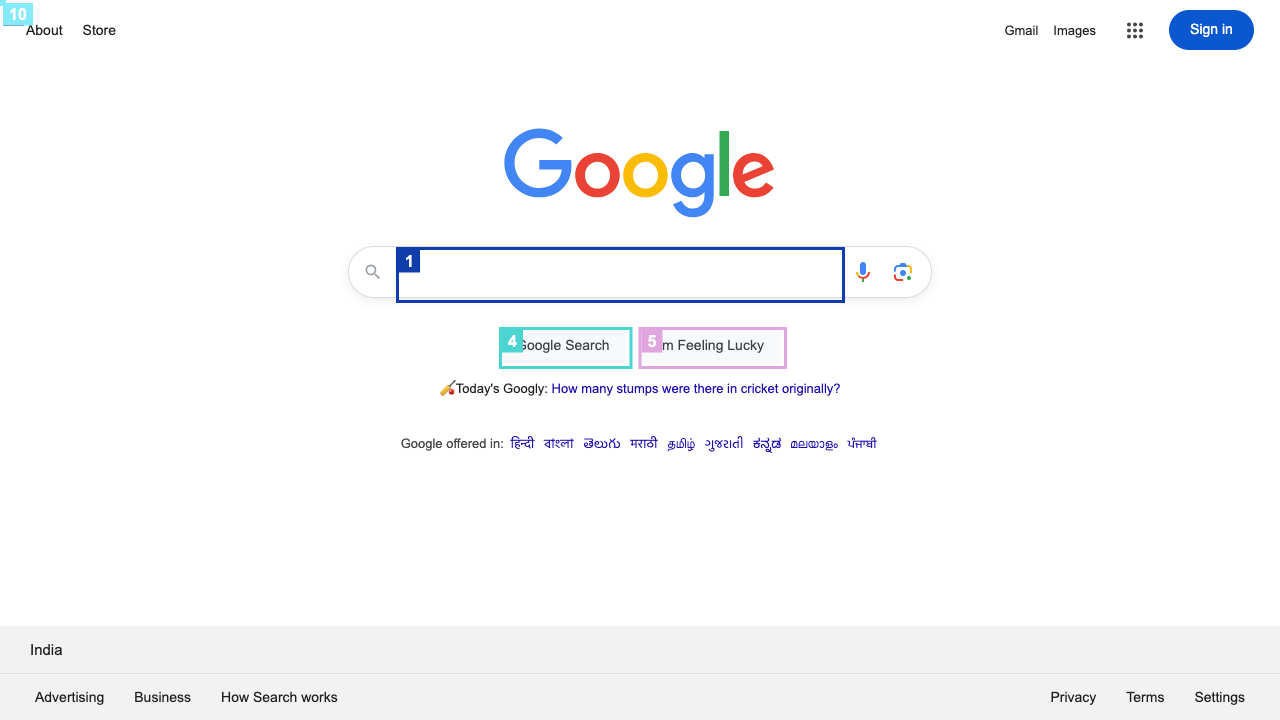 10
About Store Gmail Images Sign in
Google
1
4 Google Search 5 m Feeling Lucky
Today's Googly: How many stumps were there in cricket originally?
Google offered in: हिन्दी বাংলা తెలుగు मराठी தமிழ் ગુજરાતી ಕನ್ನಡ മലയാളം ਪੰਜਾਬੀ
India
Advertising Business How Search works Privacy Terms Settings